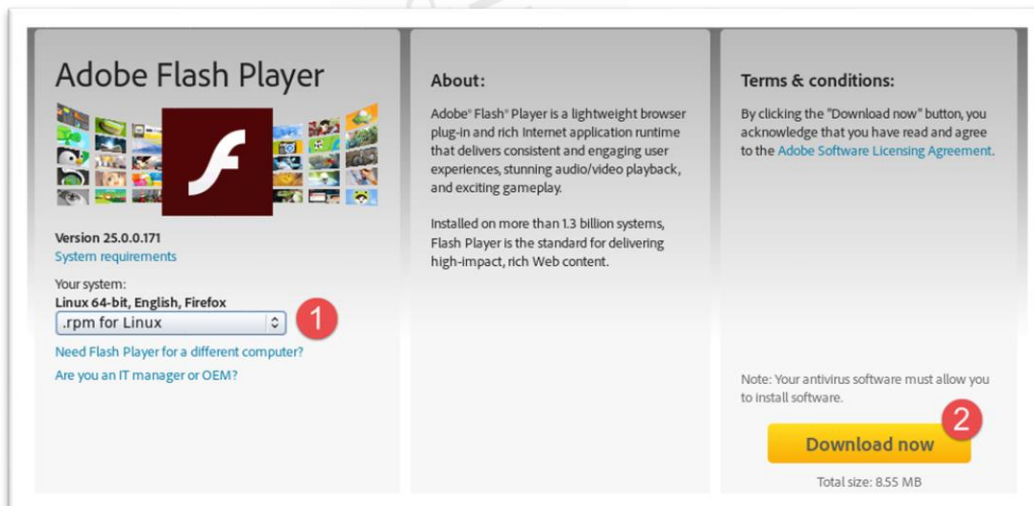 Adobe Flash Player
Version 25.0.0.171
System requirements
Your system:
Linux 64-bit, English, Firefox
.rpm for Linux
1
Need Flash Player for a different computer?
Are you an IT manager or OEM?
About:
Adobe® Flash® Player is a lightweight browser
plug-in and rich Internet application runtime
that delivers consistent and engaging user
experiences, stunning audio/video playback,
and exciting gameplay.
Installed on more than 1.3 billion systems,
Flash Player is the standard for delivering
high-impact, rich Web content.
Terms & conditions:
By clicking the "Download now" button, you
acknowledge that you have read and agree
to the Adobe Software Licensing Agreement.
Note: Your antivirus software must allow you
to install software.
2
Download now
Total size: 8.55 MB